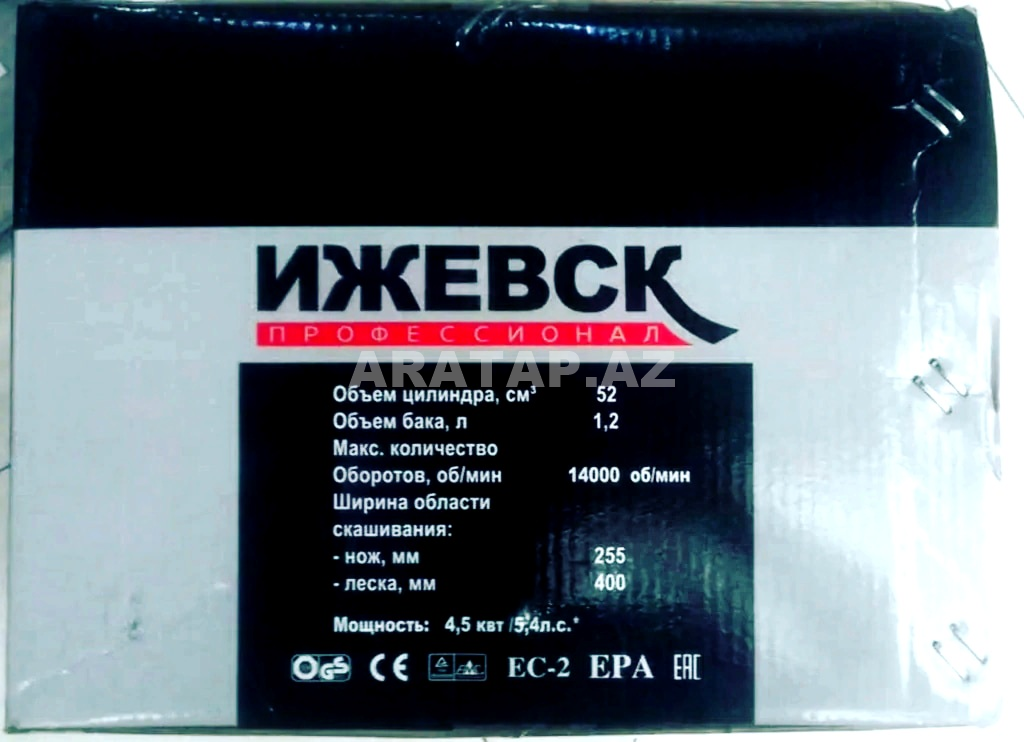 ИЖЕВСК
ПРОФЕССИОНАЛ
ARATAP.AZ
Объем цилиндра, см³ 52
Объем бака, л 1,2
Макс. количество
Оборотов, об/мин 14000 об/мин
Ширина области
скашивания:
- нож, мм 255
- леска, мм 400
Мощность: 4,5 квт /5,4л.с.*
GS CE EMC EC-2 EPA EAC